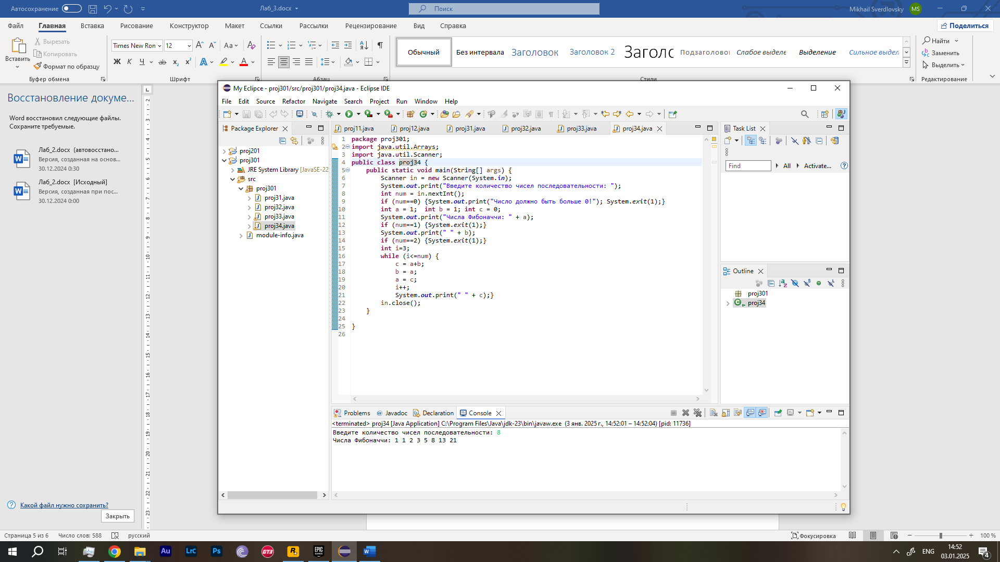 Автосохранение
Лаб_3.docx
Поиск
Mikhail Sverdlovsky
MS
Файл
Главная
Вставка
Рисование
Конструктор
Макет
Ссылки
Рассылки
Рецензирование
Вид
Справка
Поделиться
Вставить
Вырезать
Копировать
Формат по образцу
Буфер обмена
Times New Ron
12
Шрифт
Абзац
Обычный
Без интервала
Заголовок
Заголовок 2
Заголо
Подзаголовок
Слабое выделе
Выделение
Сильное выдел
Стили
Найти
Заменить
Выделить
Редактирование
Восстановление докуме...
Word восстановил следующие файлы.
Сохраните требуемые.
Лаб_2.docx (автовосстано...
Версия, созданная на основ...
30.12.2024 0:30
Лаб_2.docx [Исходный]
Версия, созданная при пос...
30.12.2024 0:00
Какой файл нужно сохранить?
Закрыть
My Eclipce - proj301/src/proj301/proj34.java - Eclipse IDE
File Edit Source Refactor Navigate Search Project Run Window Help
Package Explorer
proj201
proj301
JRE System Library [JavaSE-22
src
proj301
proj31.java
proj32.java
proj33.java
proj34.java
module-info.java
proj11.java proj12.java proj31.java proj32.java proj33.java proj34.java
1 package proj301;
2 import java.util.Arrays;
3 import java.util.Scanner;
4 public class proj34 {
5 public static void main(String[] args) {
6 Scanner in = new Scanner(System.in);
7 System.out.print("Введите количество чисел последовательности: ");
8 int num = in.nextInt();
9 if (num==0) {System.out.print("Число должно быть больше 0!"); System.exit(1);}
10 int a = 1; int b = 1; int c = 0;
11 System.out.print("Числа Фибоначчи: " + a);
12 if (num==1) {System.exit(1);}
13 System.out.print(" " + b);
14 if (num==2) {System.exit(1);}
15 int i=3;
16 while (i<=num) {
17 c = a+b;
18 b = a;
19 a = c;
20 i++;
21 System.out.print(" " + c);}
22 in.close();
23 }
24
25 }
26
Task List
Find
All
Activate...
Outline
proj301
proj34
Problems
Javadoc
Declaration
Console
<terminated> proj34 [Java Application] C:\Program Files\Java\jdk-23\bin\javaw.exe (3 янв. 2025 г., 14:52:01 – 14:52:04) [pid: 11736]
Введите количество чисел последовательности: 8
Числа Фибоначчи: 1 1 2 3 5 8 13 21
Страница 5 из 6
Число слов: 588
русский
Фокусировка
100 %
Au
Lrc
Ps
GT3
EPIC GAMES
ENG
14:52
03.01.2025
4